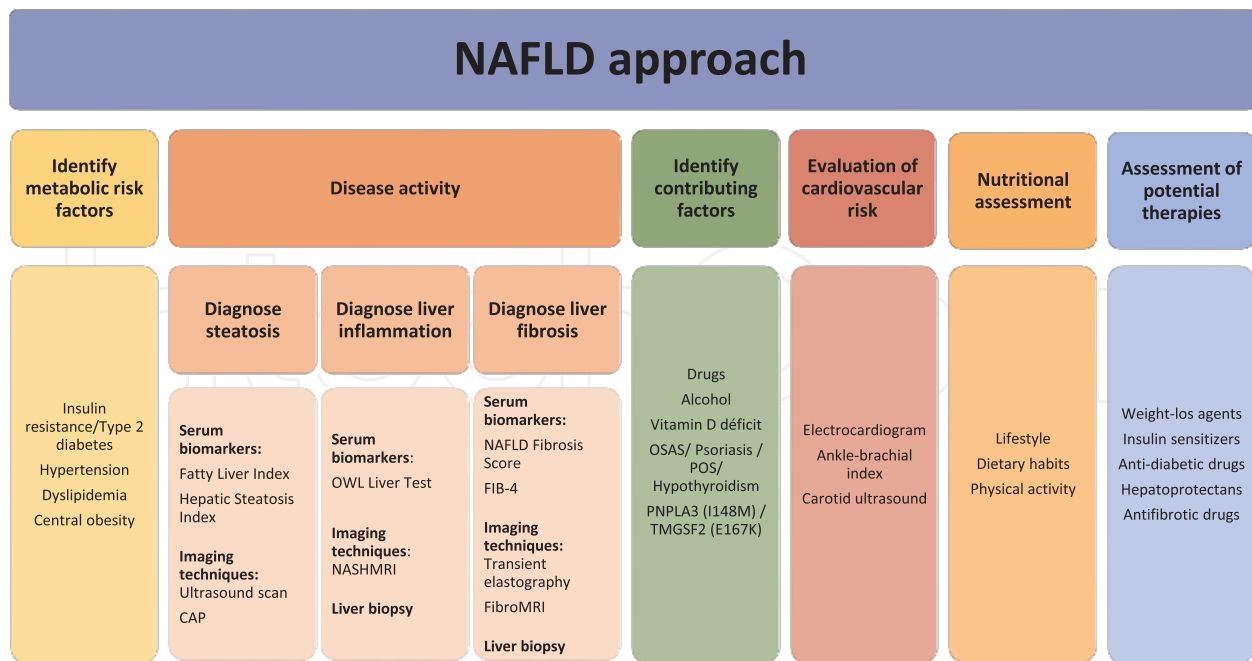 NAFLD approach
Identify
metabolic risk
factors
Disease activity
Identify
contributing
factors
Evaluation of
cardiovascular
risk
Nutritional
assessment
Assessment of
potential
therapies
Insulin
resistance/Type 2
diabetes
Hypertension
Dyslipidemia
Central obesity
Diagnose
steatosis
Serum
biomarkers:
Fatty Liver Index
Hepatic Steatosis
Index
Imaging
techniques:
Ultrasound scan
CAP
Diagnose liver
inflammation
Serum
biomarkers:
OWL Liver Test
Imaging
techniques:
NASHMRI
Liver biopsy
Diagnose liver
fibrosis
Serum
biomarkers:
NAFLD Fibrosis
Score
FIB-4
Imaging
techniques:
Transient
elastography
FibroMRI
Liver biopsy
Drugs
Alcohol
Vitamin D déficit
OSAS/ Psoriasis /
POS/
Hypothyroidism
PNPLA3 (I148M) /
TMGSF2 (E167K)
Electrocardiogram
Ankle-brachial
index
Carotid ultrasound
Lifestyle
Dietary habits
Physical activity
Weight-los agents
Insulin sensitizers
Anti-diabetic drugs
Hepatoprotectans
Antifibrotic drugs